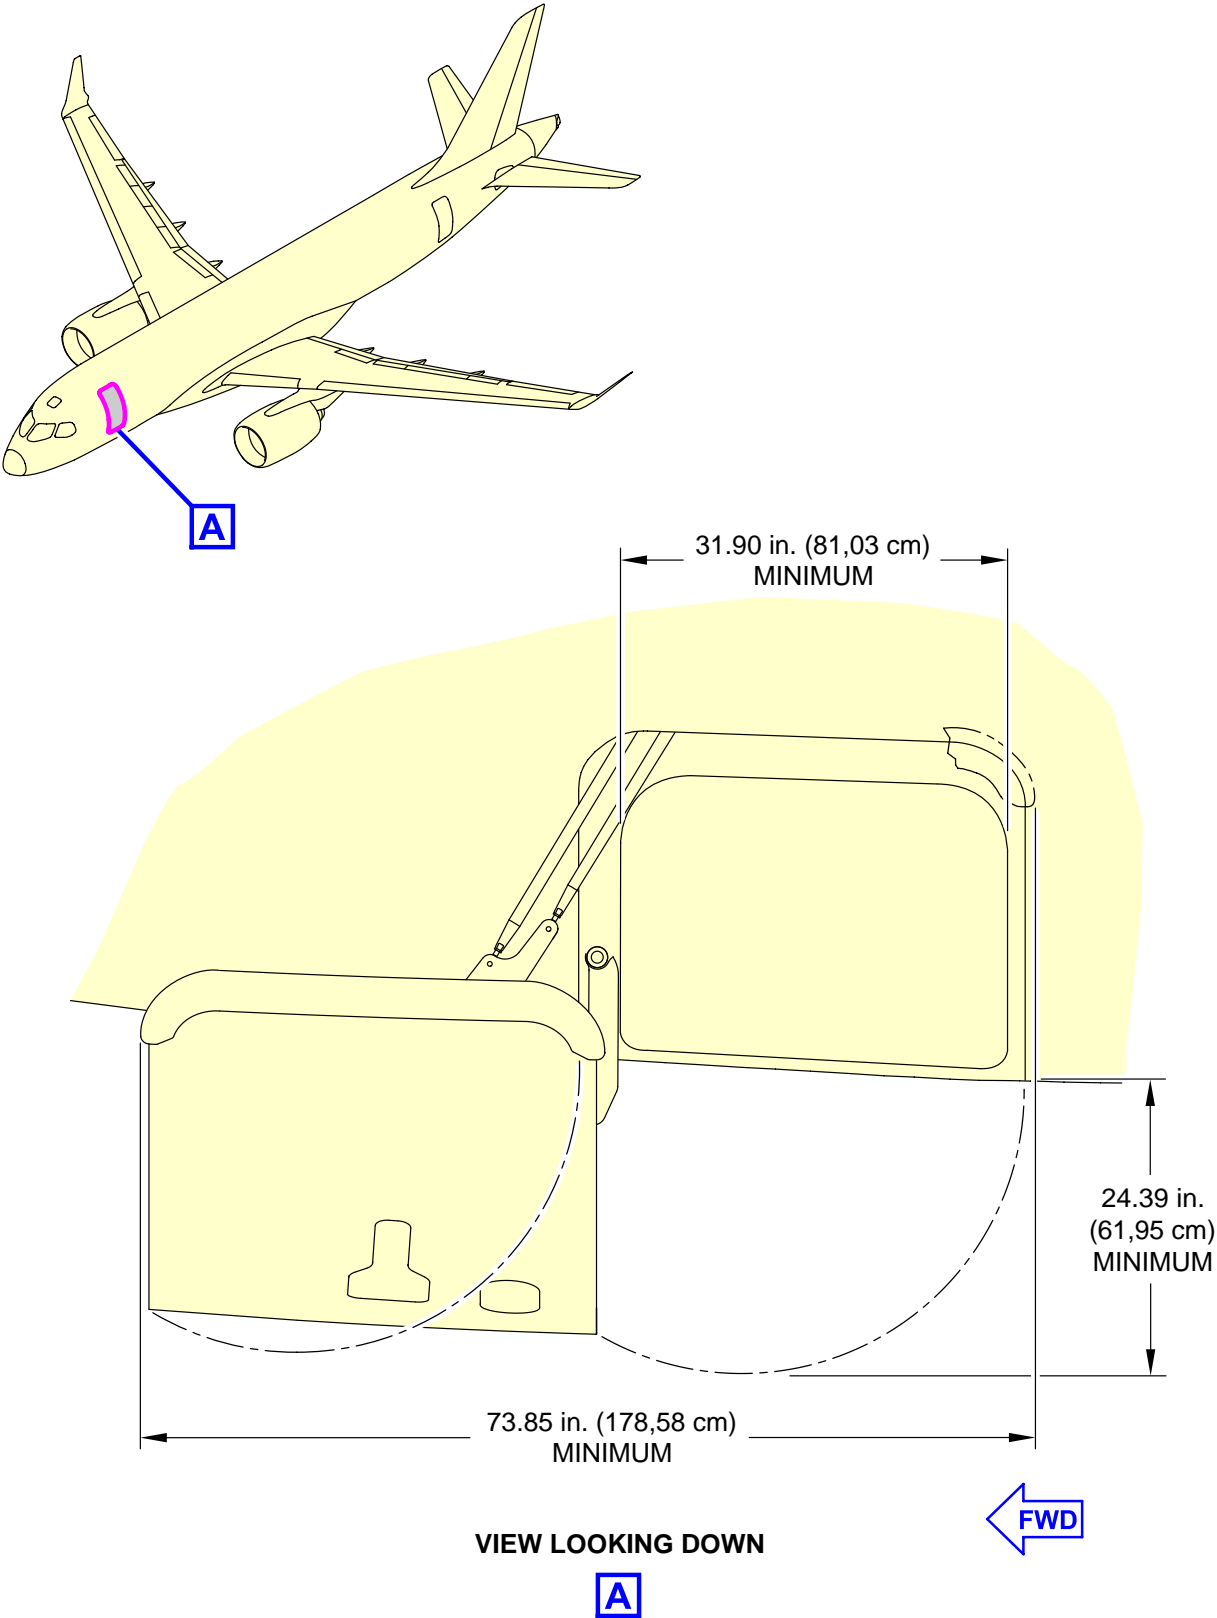 A
31.90 in. (81,03 cm)
MINIMUM
24.39 in.
(61,95 cm)
MINIMUM
73.85 in. (178,58 cm)
MINIMUM
FWD
VIEW LOOKING DOWN
A